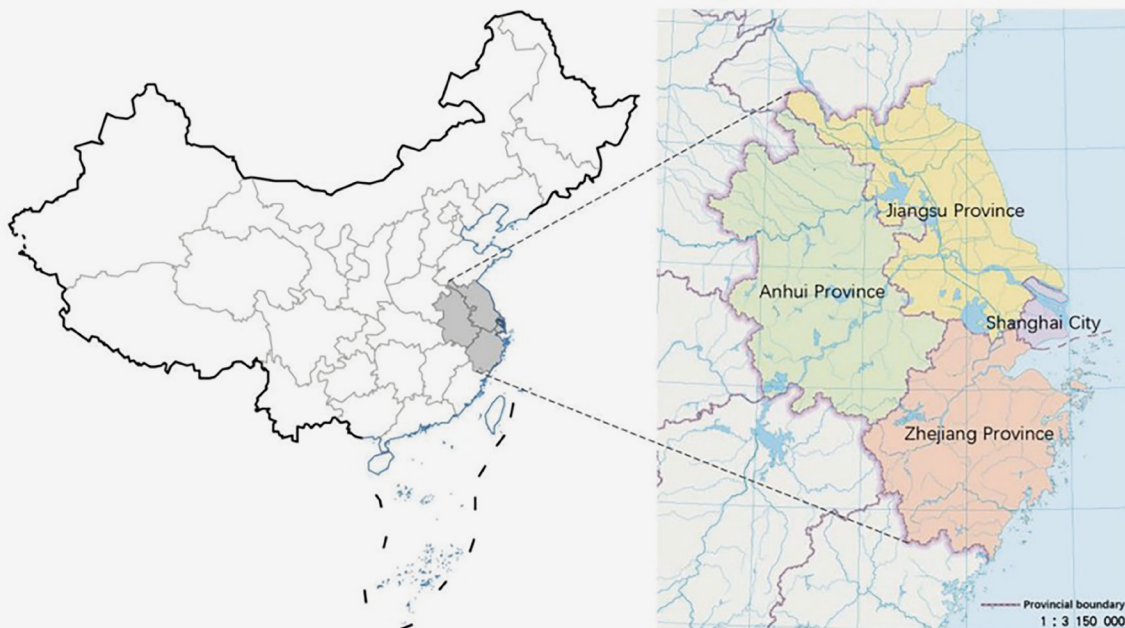 Jiangsu Province
Anhui Province
Shanghai City
Zhejiang Province
Provincial boundary
1 : 3 150 000